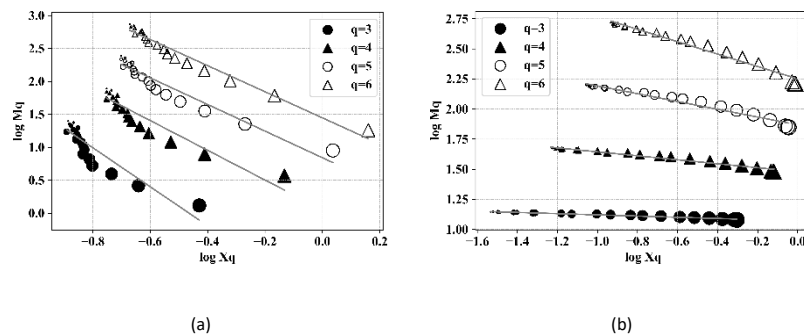 q=3
q=4
q=5
q=6
log Mq
3.0
2.5
2.0
1.5
1.0
0.5
0.0
−0.8 −0.6 −0.4 −0.2 0.0 0.2
log Xq
(a)
q=3
q=4
q=5
q=6
log Mq
2.75
2.50
2.25
2.00
1.75
1.50
1.25
1.00
−1.6 −1.4 −1.2 −1.0 −0.8 −0.6 −0.4 −0.2 0.0
log Xq
(b)